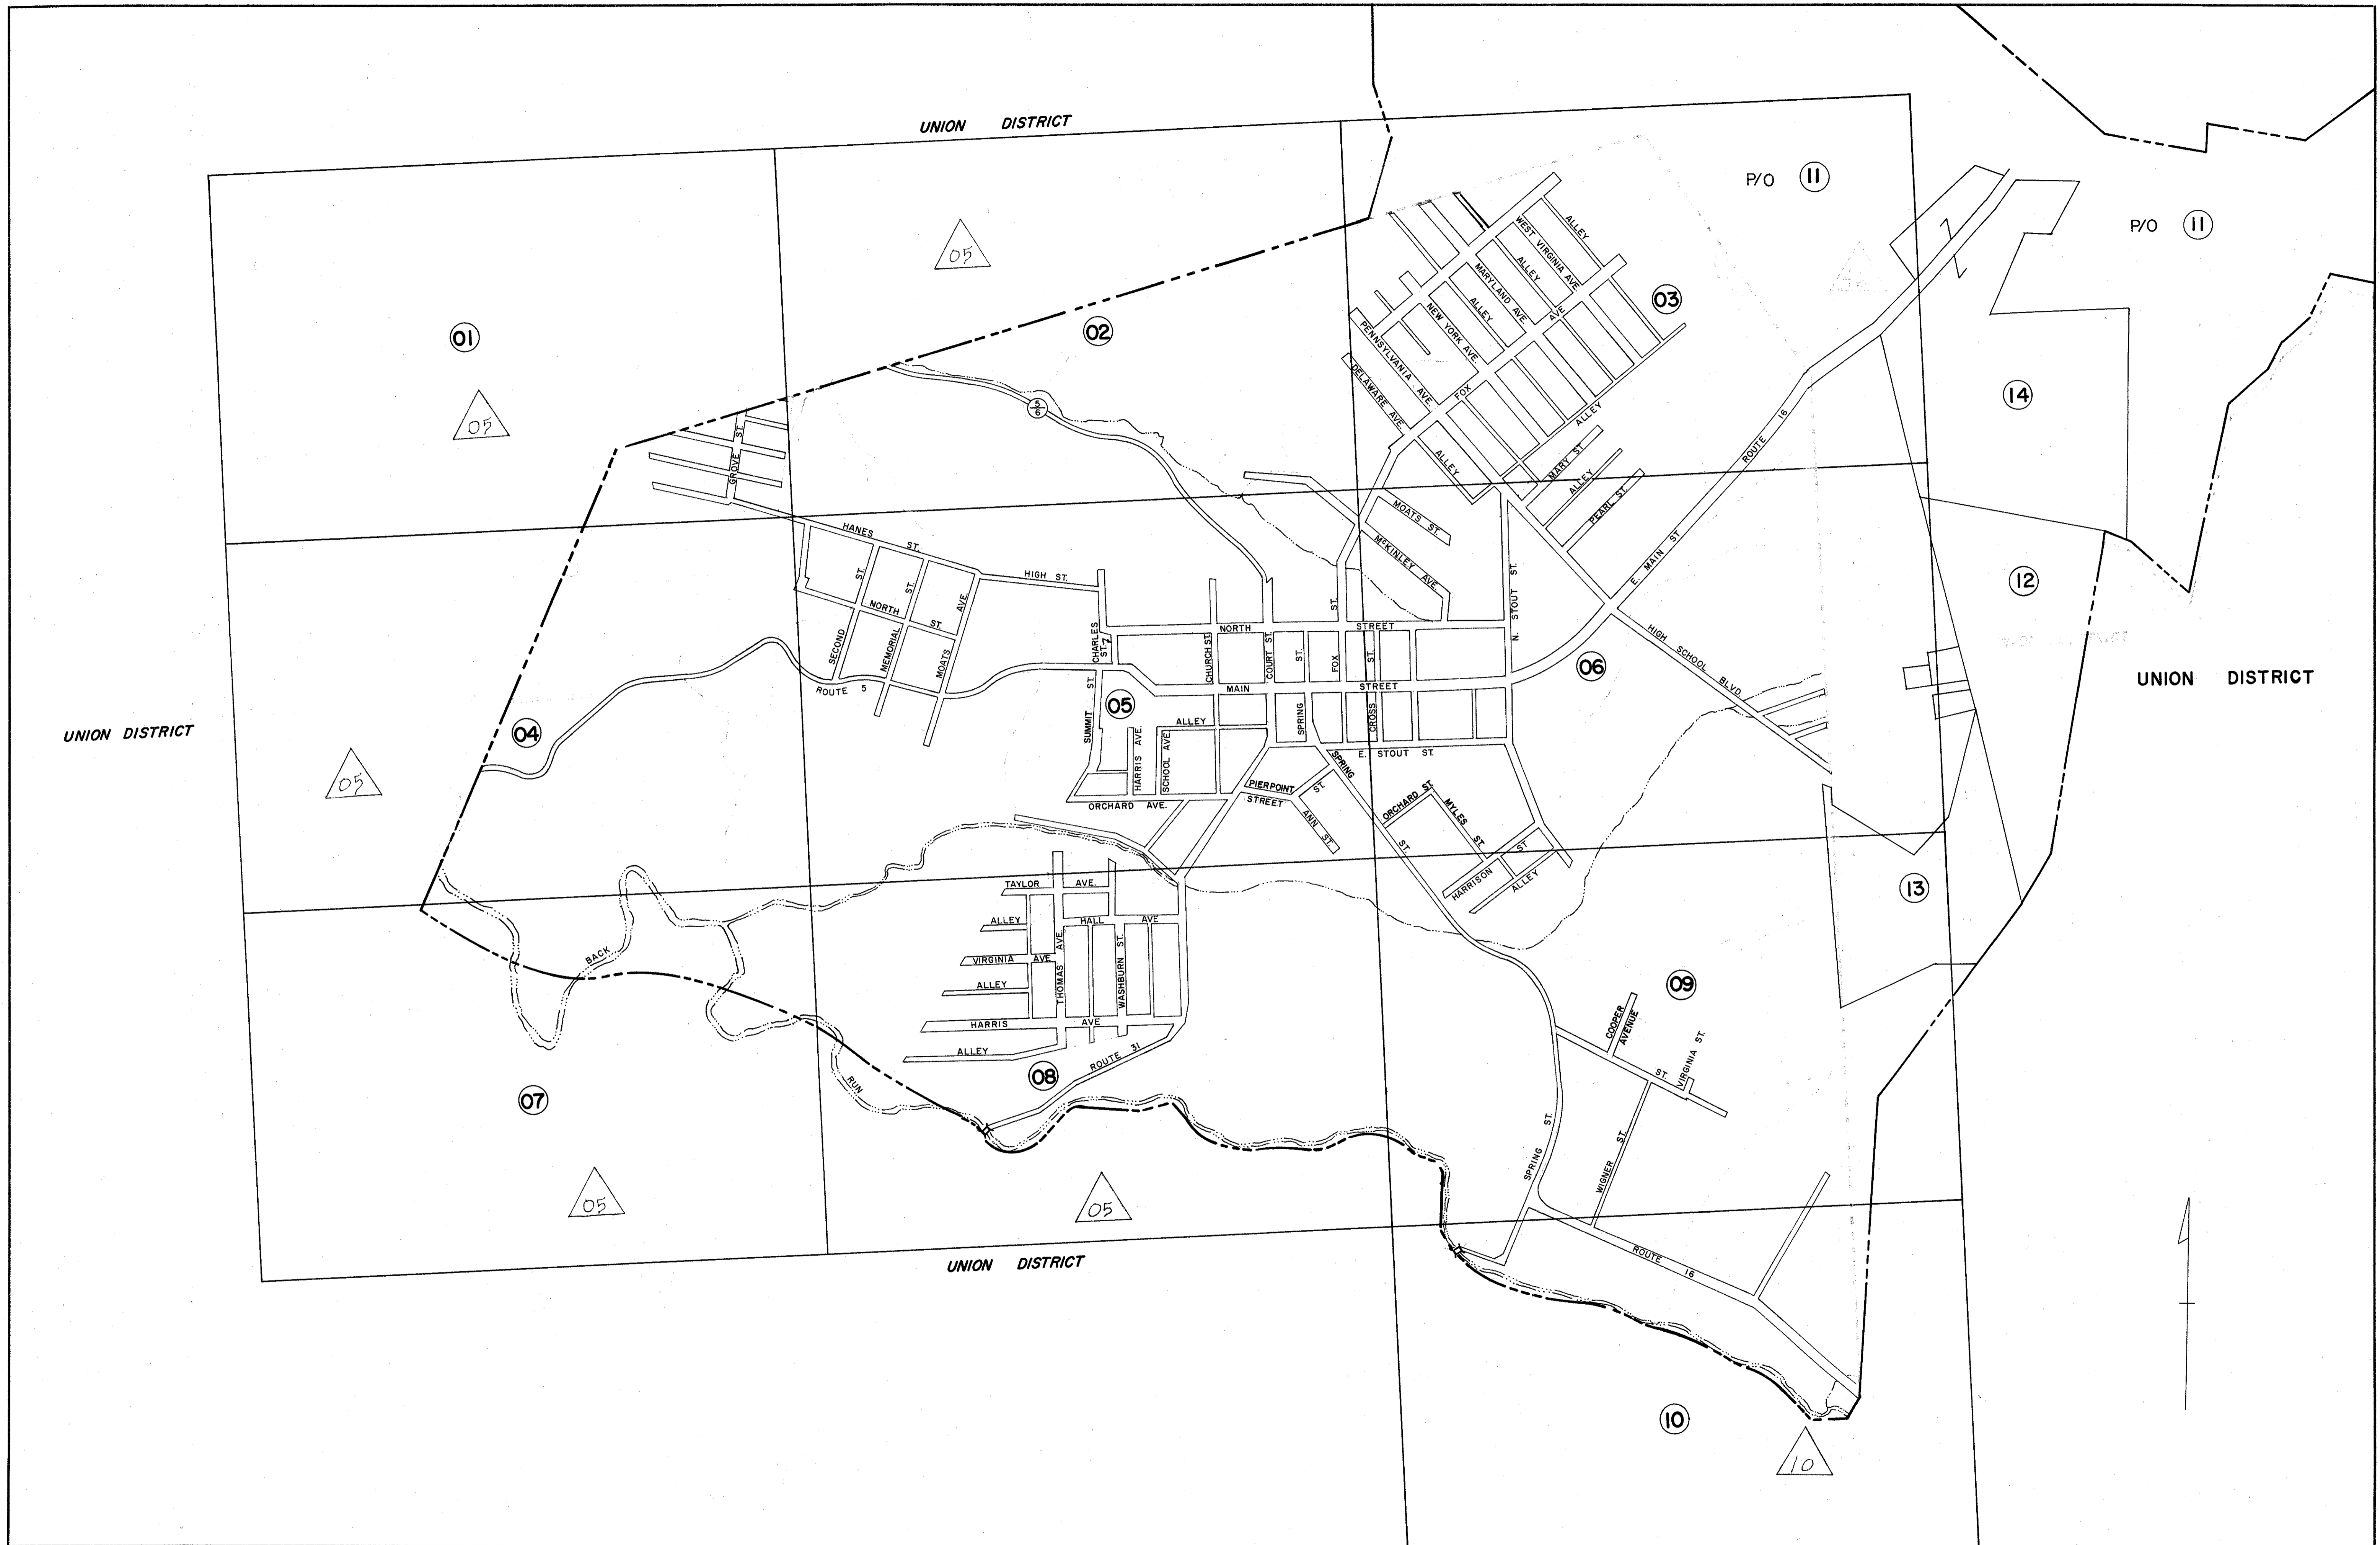 UNION DISTRICT
P/O 11
P/O 11
05
01
05
02
03
14
5/6
ALLEY
WEST VIRGINIA AVE.
ALLEY
MARYLAND AVE.
AVE
ALLEY
NEW YORK AVE.
PENNSYLVANIA AVE.
DELAWARE AVE.
FOX
ALLEY
ALLEY
MARY ST
ALLEY
PEARL ST.
ROUTE 16
E. MAIN ST
GROVE ST.
HANES ST.
ST.
ST.
HIGH ST.
NORTH ST.
AVE
SECOND
MEMORIAL
MOATS
ROUTE 5
MOATS ST.
McKINLEY AVE.
N. STOUT ST.
NORTH STREET
CHARLES ST.
CHURCH ST.
COURT ST.
ST.
FOX ST.
ST.
HIGH SCHOOL BLVD.
12
06
UNION DISTRICT
UNION DISTRICT
04
05
05
MAIN STREET
SUMMIT ST.
ALLEY
HARRIS AVE.
SCHOOL AVE.
SPRING
CROSS
E. STOUT ST.
SPRING ST.
PIERPOINT STREET
ST.
ANN ST.
ORCHARD AVE.
ORCHARD ST.
MYLES ST.
HARRISON ST
ALLEY
13
TAYLOR AVE.
ALLEY
HALL AVE
VIRGINIA AVE
THOMAS AVE.
WASHBURN ST.
ALLEY
HARRIS AVE
ALLEY
ROUTE 31
BACK
RUN
09
COOPER AVENUE
ST.
VIRGINIA ST.
WIGNER ST.
SPRING ST.
07
08
05
05
UNION DISTRICT
ROUTE 16
10
10